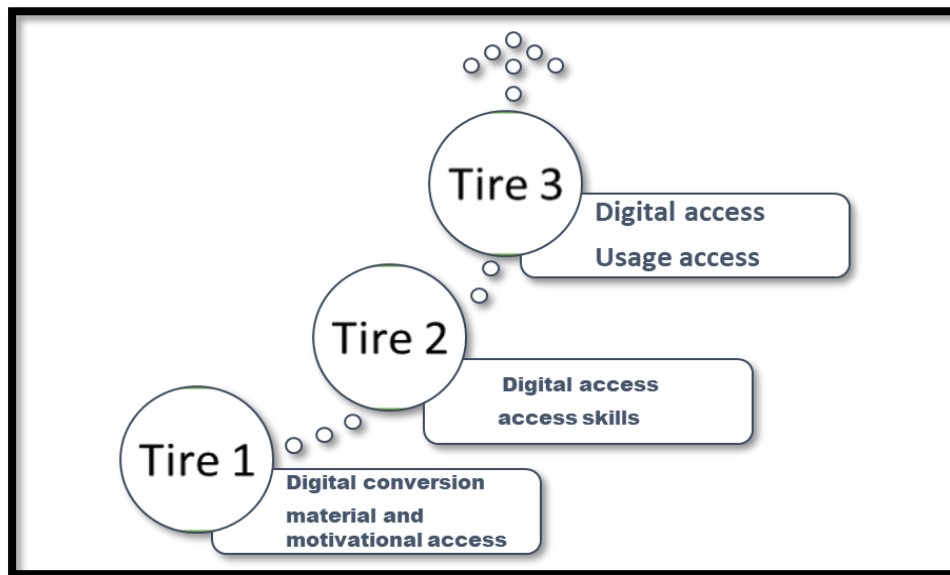 Tire 3
Digital access
Usage access
Tire 2
Digital access
access skills
Tire 1
Digital conversion
material and
motivational access